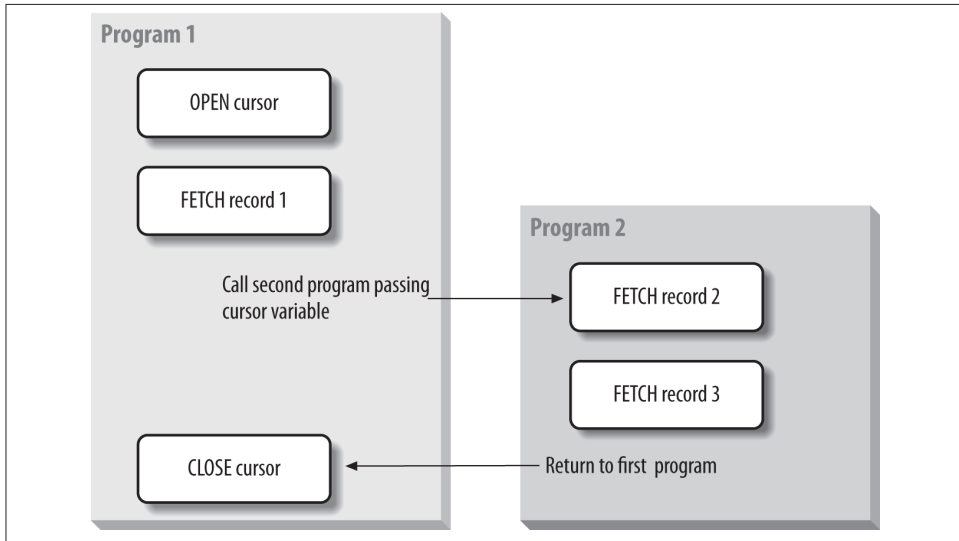 Program 1
OPEN cursor
FETCH record 1
Call second program passing
cursor variable
Program 2
FETCH record 2
FETCH record 3
Return to first program
CLOSE cursor